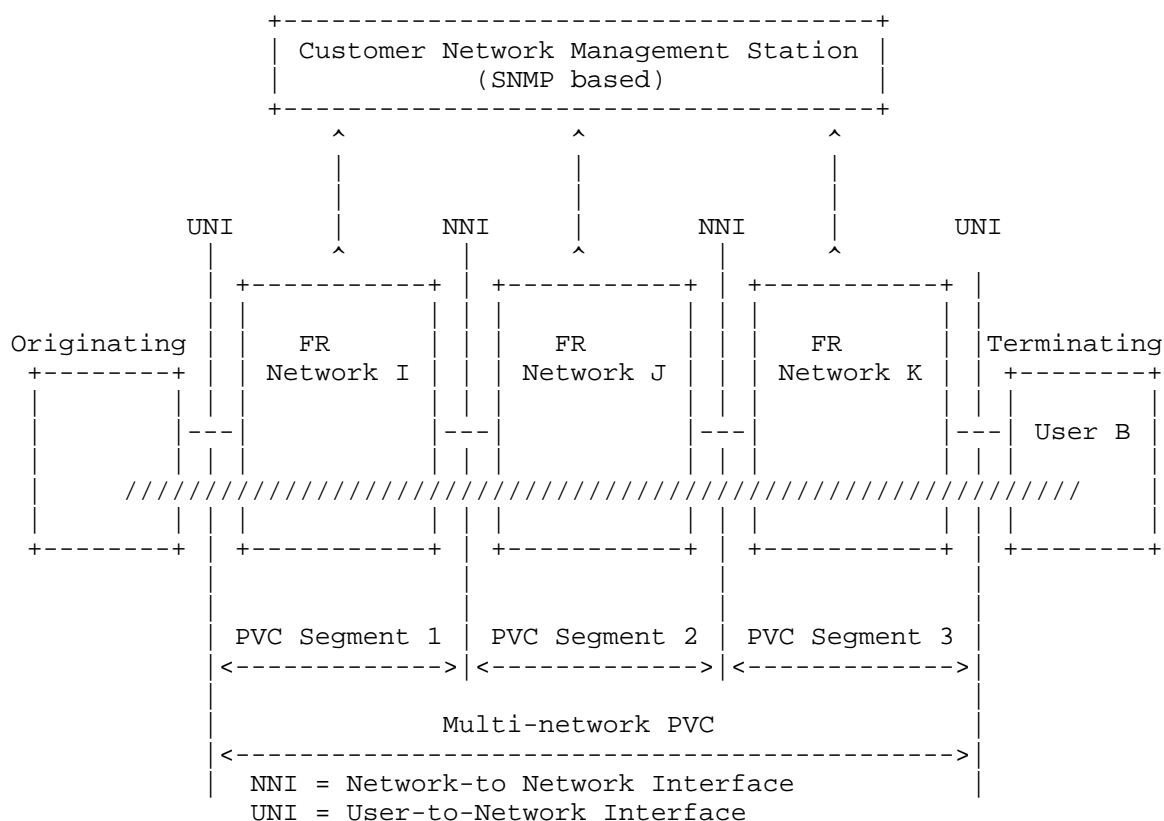 Customer Network Management Station
(SNMP based)
UNI NNI NNI UNI
Originating FR FR FR Terminating
Network I Network J Network K
User B
PVC Segment 1 PVC Segment 2 PVC Segment 3
Multi-network PVC
NNI = Network-to Network Interface
UNI = User-to-Network Interface